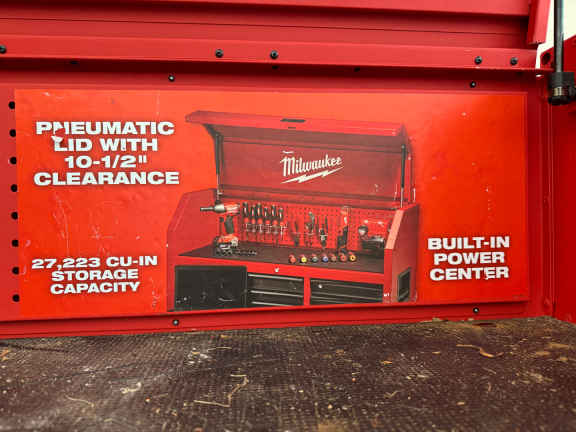 PNEUMATIC
LID WITH
10-1/2"
CLEARANCE
Milwaukee
27,223 CU-IN
STORAGE
CAPACITY
BUILT-IN
POWER
CENTER